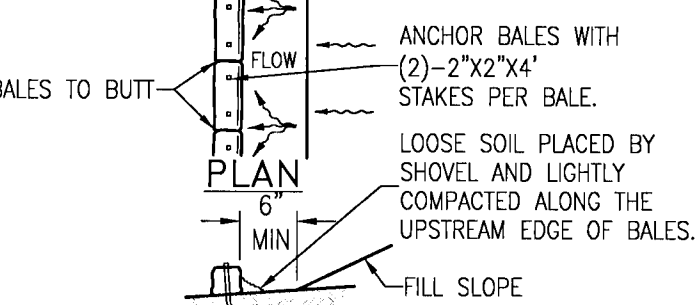 FLOW
ANCHOR BALES WITH
(2)-2"X2"X4'
STAKES PER BALE.
BALES TO BUTT
LOOSE SOIL PLACED BY
SHOVEL AND LIGHTLY
COMPACTED ALONG THE
UPSTREAM EDGE OF BALES.
PLAN
6"
MIN
FILL SLOPE